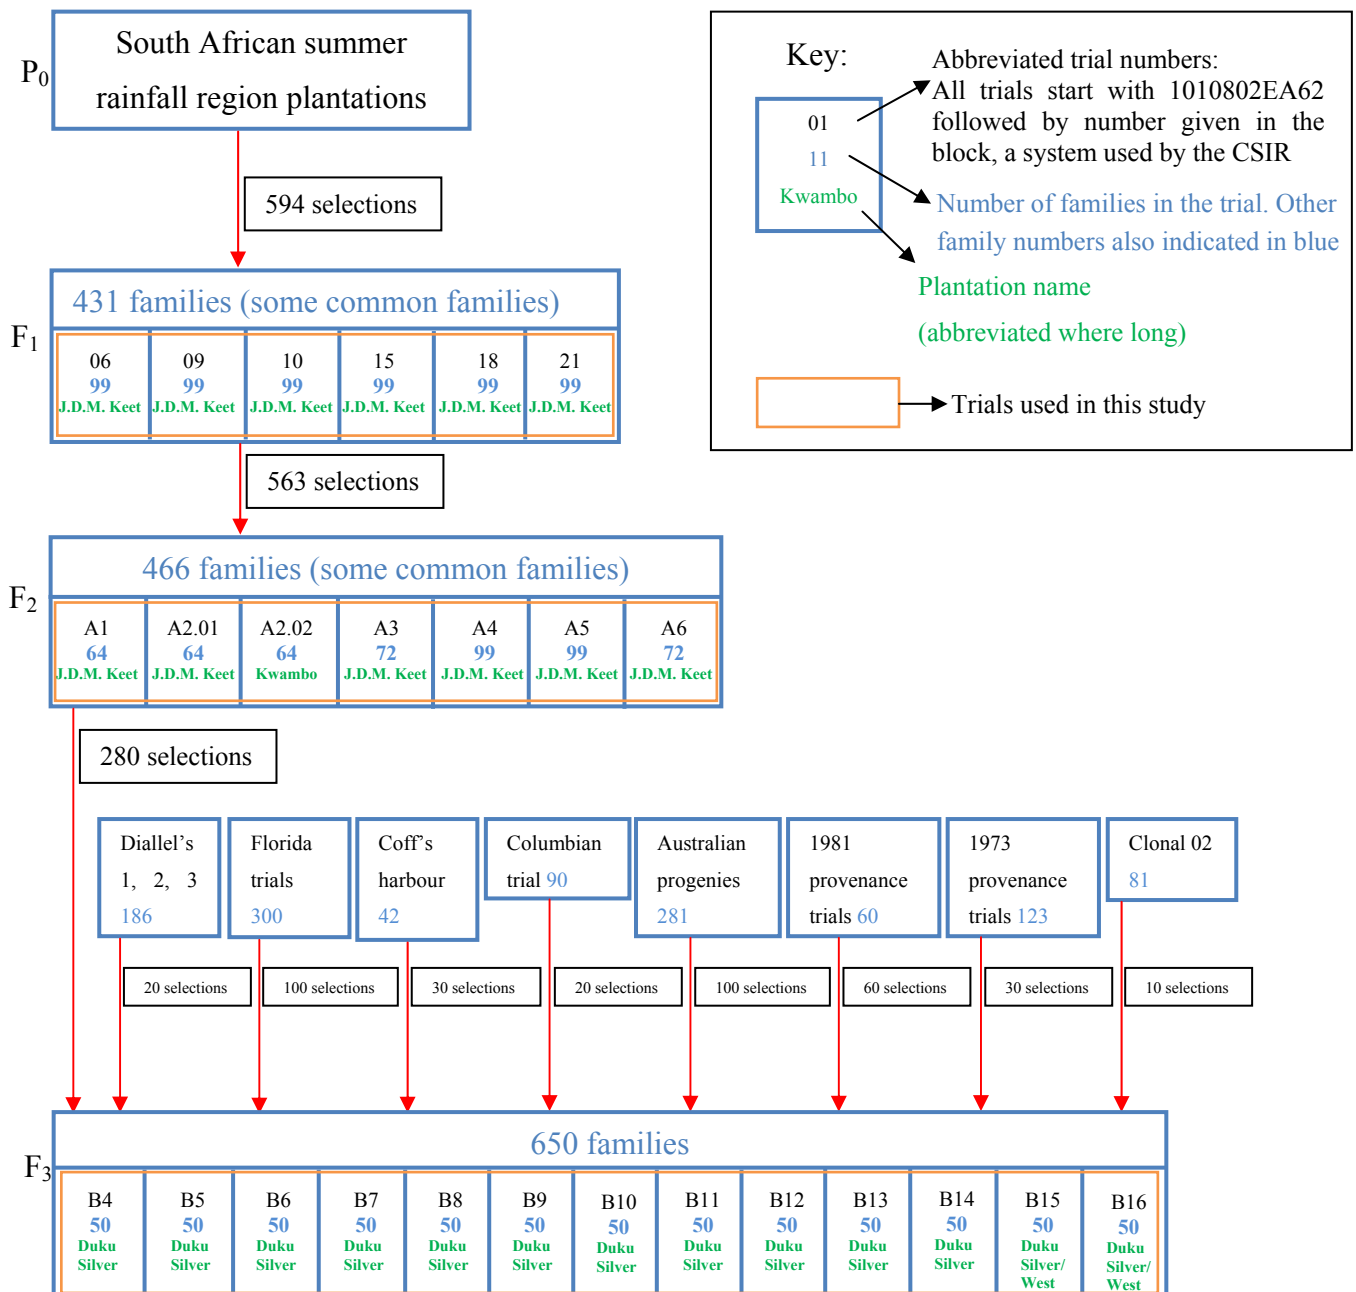 P0
South African summer
rainfall region plantations
594 selections
Key:
01
11
Kwambo
Abbreviated trial numbers:
All trials start with 1010802EA62
followed by number given in the
block, a system used by the CSIR
Number of families in the trial. Other
family numbers also indicated in blue
Plantation name
(abbreviated where long)
Trials used in this study
F1
431 families (some common families)
06 09 10 15 18 21
99 99 99 99 99 99
J.D.M. Keet J.D.M. Keet J.D.M. Keet J.D.M. Keet J.D.M. Keet J.D.M. Keet
563 selections
F2
466 families (some common families)
A1 A2.01 A2.02 A3 A4 A5 A6
64 64 64 72 99 99 72
J.D.M. Keet J.D.M. Keet Kwambo J.D.M. Keet J.D.M. Keet J.D.M. Keet J.D.M. Keet
280 selections
Diallel's
1, 2, 3
186
Florida
trials
300
Coff's
harbour
42
Columbian
trial 90
Australian
progenies
281
1981
provenance
trials 60
1973
provenance
trials 123
Clonal 02
81
20 selections
100 selections
30 selections
20 selections
100 selections
60 selections
30 selections
10 selections
F3
650 families
B4 B5 B6 B7 B8 B9 B10 B11 B12 B13 B14 B15 B16
50 50 50 50 50 50 50 50 50 50 50 50 50
Duku Duku Duku Duku Duku Duku Duku Duku Duku Duku Duku Duku Duku
Silver Silver Silver Silver Silver Silver Silver Silver Silver Silver Silver Silver/ Silver/
West West